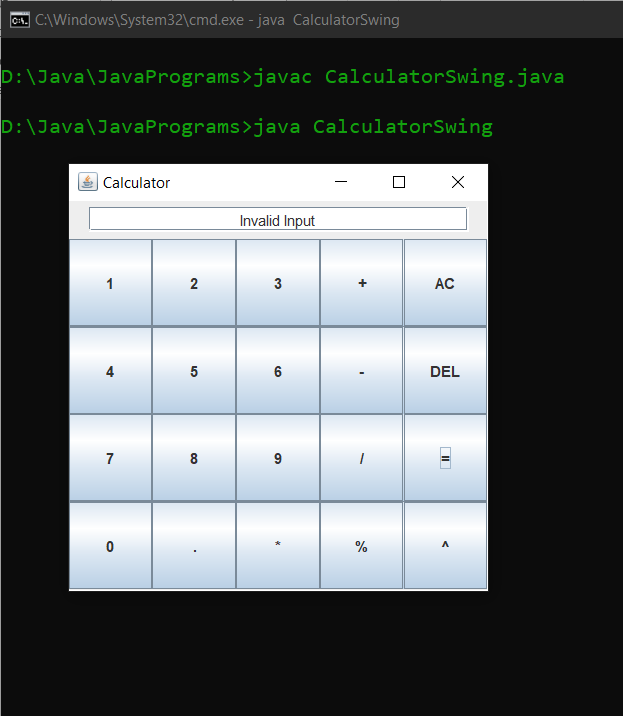 C:\Windows\System32\cmd.exe - java  CalculatorSwing
D:\Java\JavaPrograms>javac CalculatorSwing.java
D:\Java\JavaPrograms>java CalculatorSwing
Calculator
Invalid Input
1 2 3 + AC
4 5 6 - DEL
7 8 9 / =
0 . * % ^